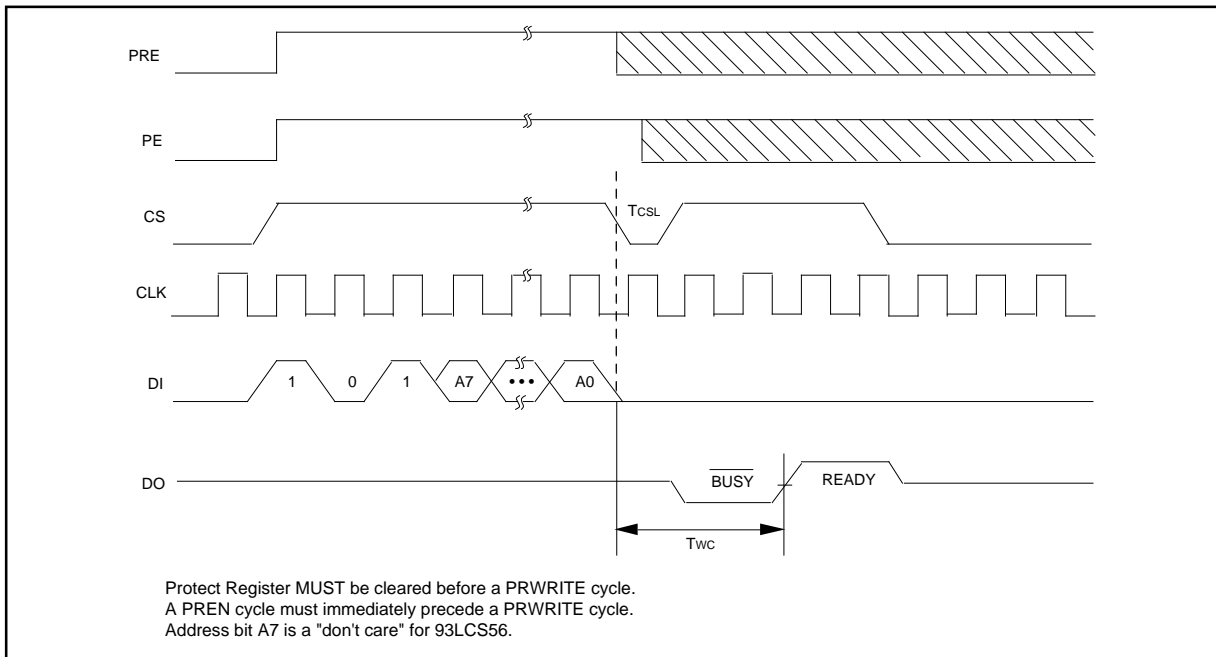 PRE
PE
CS
TCSL
CLK
DI
1 0 1 A7 ••• A0
DO
BUSY READY
TWC
Protect Register MUST be cleared before a PRWRITE cycle.
A PREN cycle must immediately precede a PRWRITE cycle.
Address bit A7 is a "don't care" for 93LCS56.